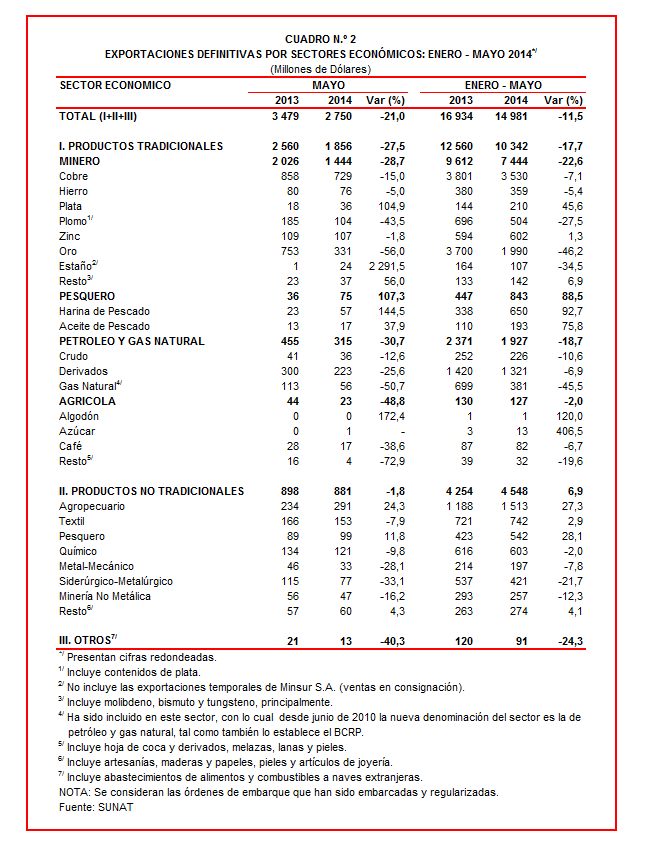 CUADRO N.º 2
EXPORTACIONES DEFINITIVAS POR SECTORES ECONÓMICOS: ENERO - MAYO 2014*/
(Millones de Dólares)
SECTOR ECONOMICO MAYO ENERO - MAYO
2013 2014 Var (%) 2013 2014 Var (%)
TOTAL (I+II+III) 3 479 2 750 -21,0 16 934 14 981 -11,5
I. PRODUCTOS TRADICIONALES 2 560 1 856 -27,5 12 560 10 342 -17,7
MINERO 2 026 1 444 -28,7 9 612 7 444 -22,6
Cobre 858 729 -15,0 3 801 3 530 -7,1
Hierro 80 76 -5,0 380 359 -5,4
Plata 18 36 104,9 144 210 45,6
Plomo1/ 185 104 -43,5 696 504 -27,5
Zinc 109 107 -1,8 594 602 1,3
Oro 753 331 -56,0 3 700 1 990 -46,2
Estaño2/ 1 24 2 291,5 164 107 -34,5
Resto3/ 23 37 56,0 133 142 6,9
PESQUERO 36 75 107,3 447 843 88,5
Harina de Pescado 23 57 144,5 338 650 92,7
Aceite de Pescado 13 17 37,9 110 193 75,8
PETROLEO Y GAS NATURAL 455 315 -30,7 2 371 1 927 -18,7
Crudo 41 36 -12,6 252 226 -10,6
Derivados 300 223 -25,6 1 420 1 321 -6,9
Gas Natural4/ 113 56 -50,7 699 381 -45,5
AGRICOLA 44 23 -48,8 130 127 -2,0
Algodón 0 0 172,4 1 1 120,0
Azúcar 0 1 - 3 13 406,5
Café 28 17 -38,6 87 82 -6,7
Resto5/ 16 4 -72,9 39 32 -19,6
II. PRODUCTOS NO TRADICIONALES 898 881 -1,8 4 254 4 548 6,9
Agropecuario 234 291 24,3 1 188 1 513 27,3
Textil 166 153 -7,9 721 742 2,9
Pesquero 89 99 11,8 423 542 28,1
Químico 134 121 -9,8 616 603 -2,0
Metal-Mecánico 46 33 -28,1 214 197 -7,8
Siderúrgico-Metalúrgico 115 77 -33,1 537 421 -21,7
Minería No Metálica 56 47 -16,2 293 257 -12,3
Resto6/ 57 60 4,3 263 274 4,1
III. OTROS7/ 21 13 -40,3 120 91 -24,3
*/ Presentan cifras redondeadas.
1/ Incluye contenidos de plata.
2/ No incluye las exportaciones temporales de Minsur S.A. (ventas en consignación).
3/ Incluye molibdeno, bismuto y tungsteno, principalmente.
4/ Ha sido incluido en este sector, con lo cual desde junio de 2010 la nueva denominación del sector es la de
petróleo y gas natural, tal como también lo establece el BCRP.
5/ Incluye hoja de coca y derivados, melazas, lanas y pieles.
6/ Incluye artesanías, maderas y papeles, pieles y artículos de joyería.
7/ Incluye abastecimientos de alimentos y combustibles a naves extranjeras.
NOTA: Se consideran las órdenes de embarque que han sido embarcadas y regularizadas.
Fuente: SUNAT